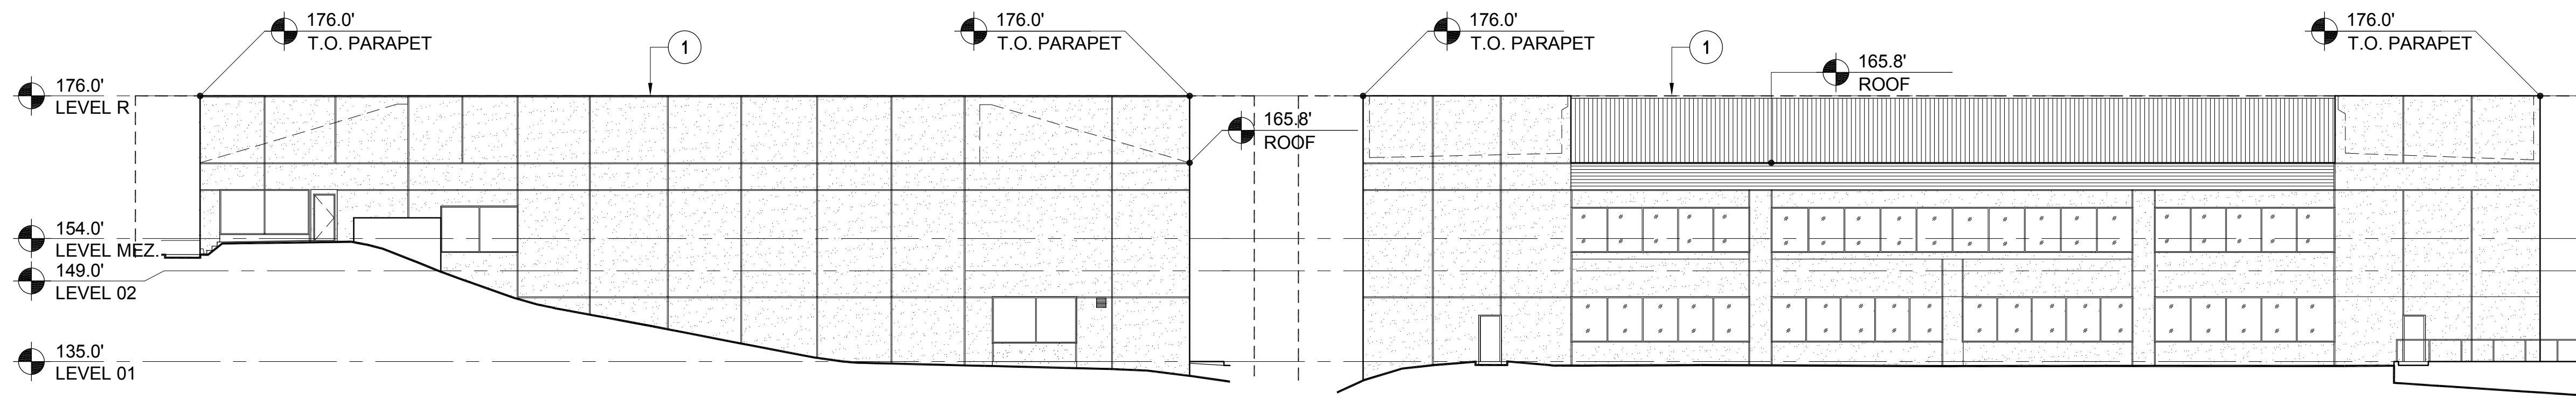 176.0'
T.O. PARAPET
1
176.0'
T.O. PARAPET
176.0'
T.O. PARAPET
1
165.8'
ROOF
176.0'
T.O. PARAPET
176.0'
LEVEL R
165.8'
ROOF
154.0'
LEVEL MEZ.
149.0'
LEVEL 02
135.0'
LEVEL 01